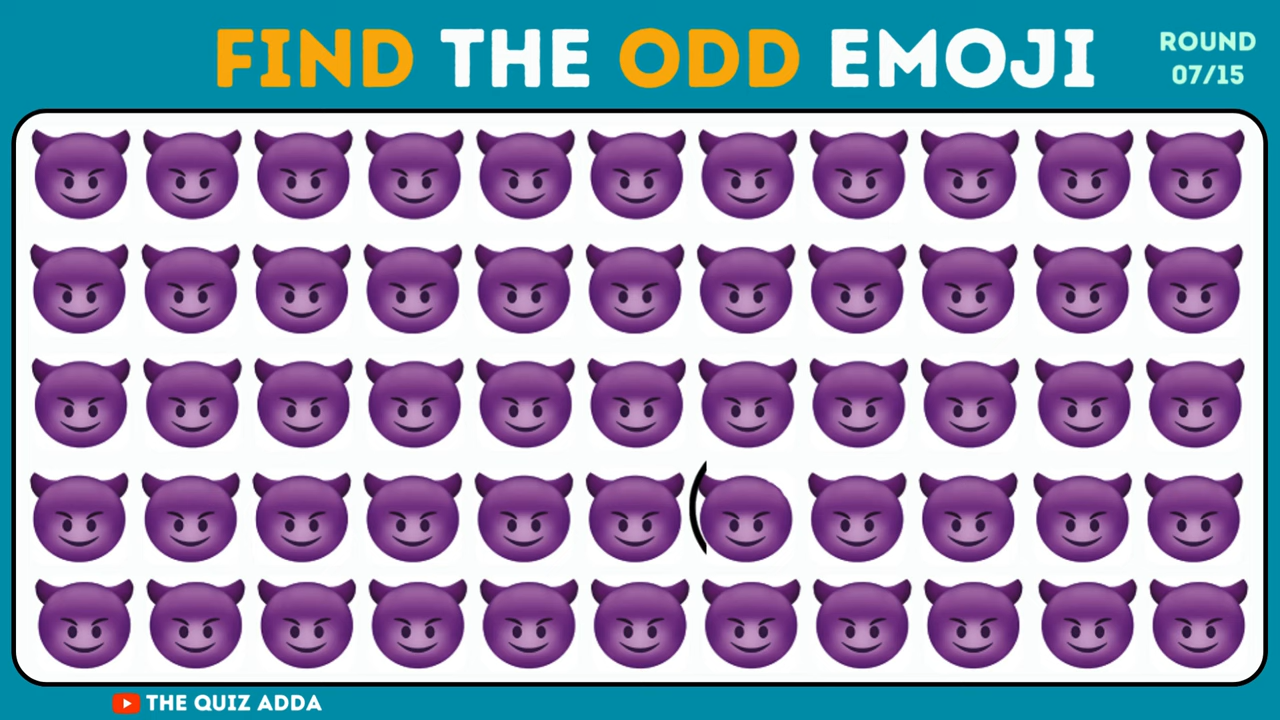 FIND THE ODD EMOJI
ROUND
07/15
THE QUIZ ADDA